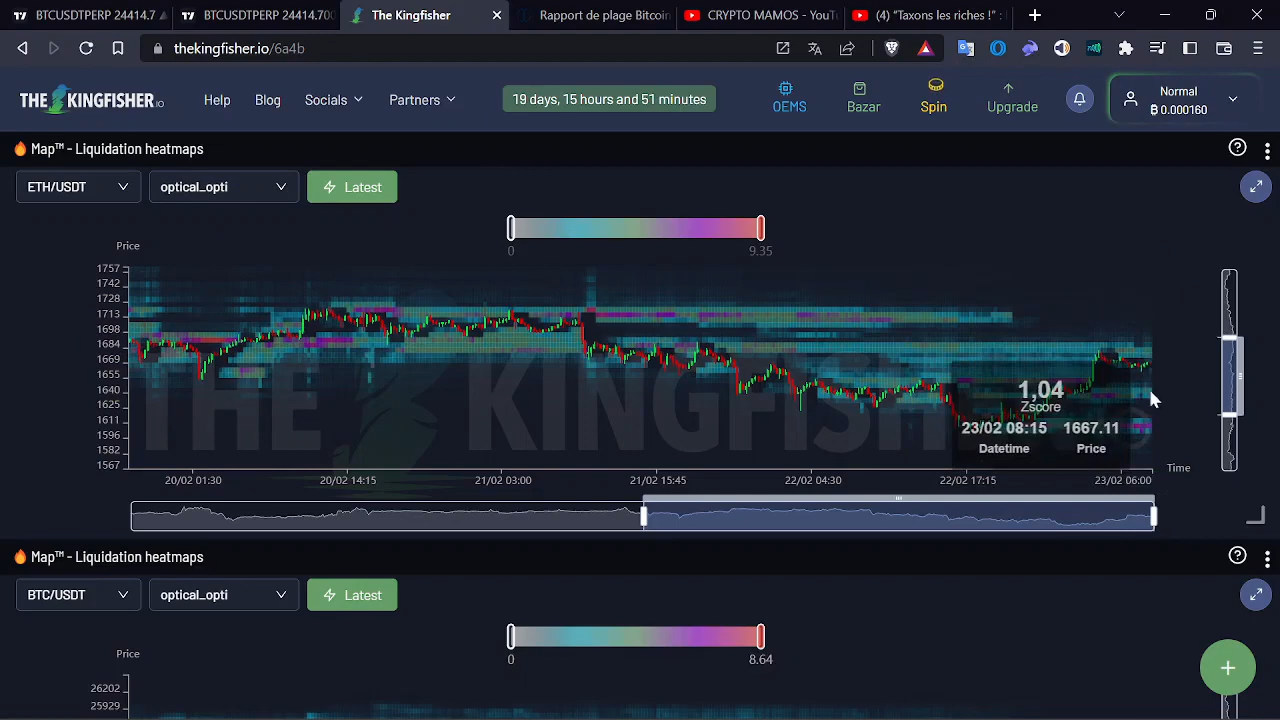 BTCUSDTPERP 24414.7 BTCUSDTPERP 24414.700 The Kingfisher Rapport de plage Bitcoin CRYPTO MAMOS - YouTu (4) “Taxons les riches !” :
thekingfisher.io/6a4b
THE KINGFISHER.IO Help Blog Socials Partners 19 days, 15 hours and 51 minutes OEMS Bazar Spin Upgrade Normal ₿ 0.000160
Map™ - Liquidation heatmaps
ETH/USDT optical_opti Latest
0 9.35
Price
1757
1742
1728
1713
1698
1684
1669
1655
1640
1625
1611
1596
1582
1567
THE KINGFISHER
1,04
Zscore
23/02 08:15 1667.11
Datetime Price
Time
20/02 01:30 20/02 14:15 21/02 03:00 21/02 15:45 22/02 04:30 22/02 17:15 23/02 06:00
Map™ - Liquidation heatmaps
BTC/USDT optical_opti Latest
0 8.64
Price
26202
25929